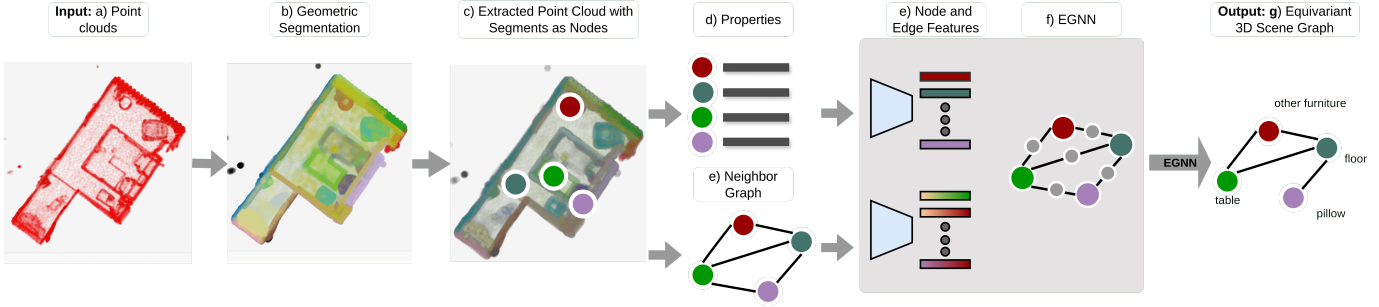 Input: a) Point
clouds
b) Geometric
Segmentation
c) Extracted Point Cloud with
Segments as Nodes
d) Properties
e) Neighbor
Graph
e) Node and
Edge Features
f) EGNN
EGNN
Output: g) Equivariant
3D Scene Graph
other furniture
floor
table
pillow